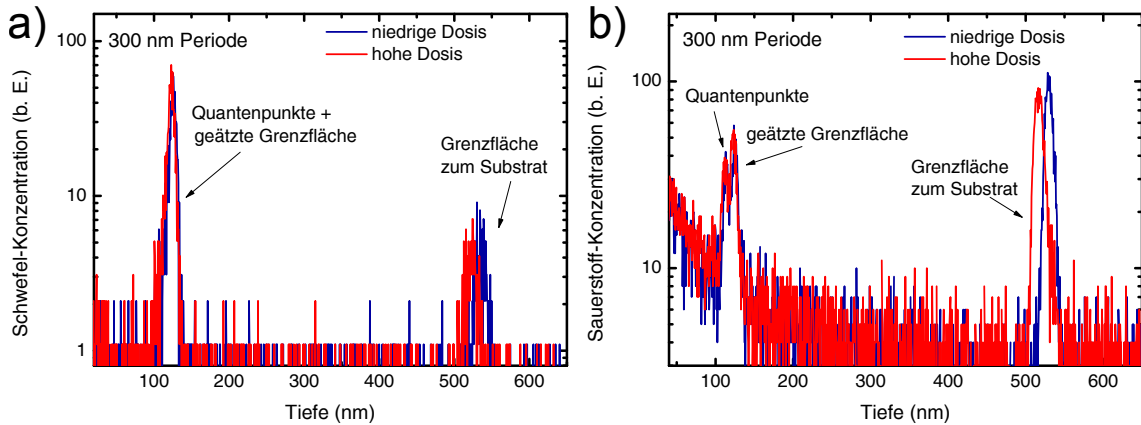 a)
300 nm Periode
niedrige Dosis
hohe Dosis
Quantenpunkte +
geätzte Grenzfläche
Grenzfläche
zum Substrat
Schwefel-Konzentration (b. E.)
100
10
1
100
200
300
400
500
600
Tiefe (nm)
b)
300 nm Periode
niedrige Dosis
hohe Dosis
Quantenpunkte
geätzte Grenzfläche
Grenzfläche
zum Substrat
Sauerstoff-Konzentration (b. E.)
100
10
100
200
300
400
500
600
Tiefe (nm)